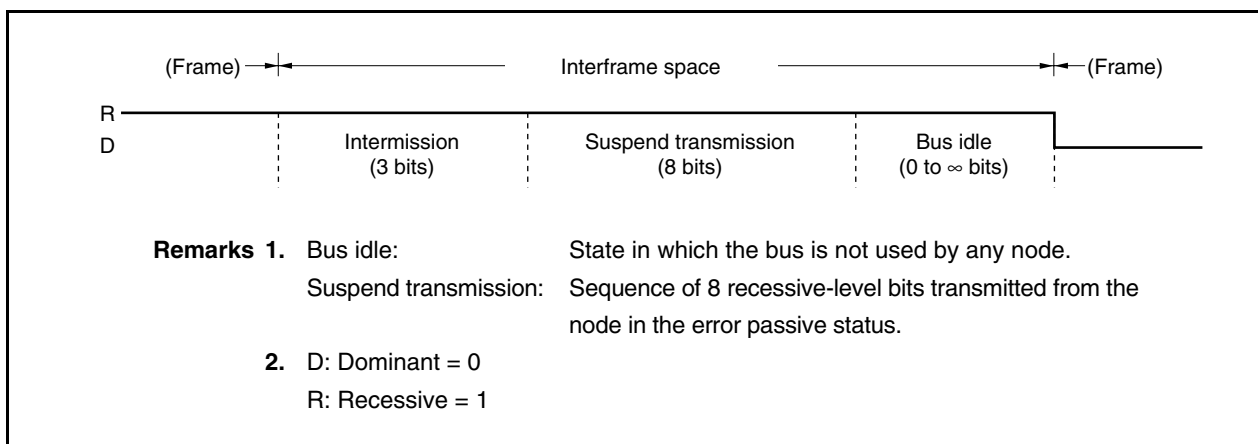 (Frame) Interframe space (Frame)
R
D
Intermission Suspend transmission Bus idle
(3 bits) (8 bits) (0 to ∞ bits)
Remarks 1. Bus idle: State in which the bus is not used by any node.
Suspend transmission: Sequence of 8 recessive-level bits transmitted from the
node in the error passive status.
2. D: Dominant = 0
R: Recessive = 1